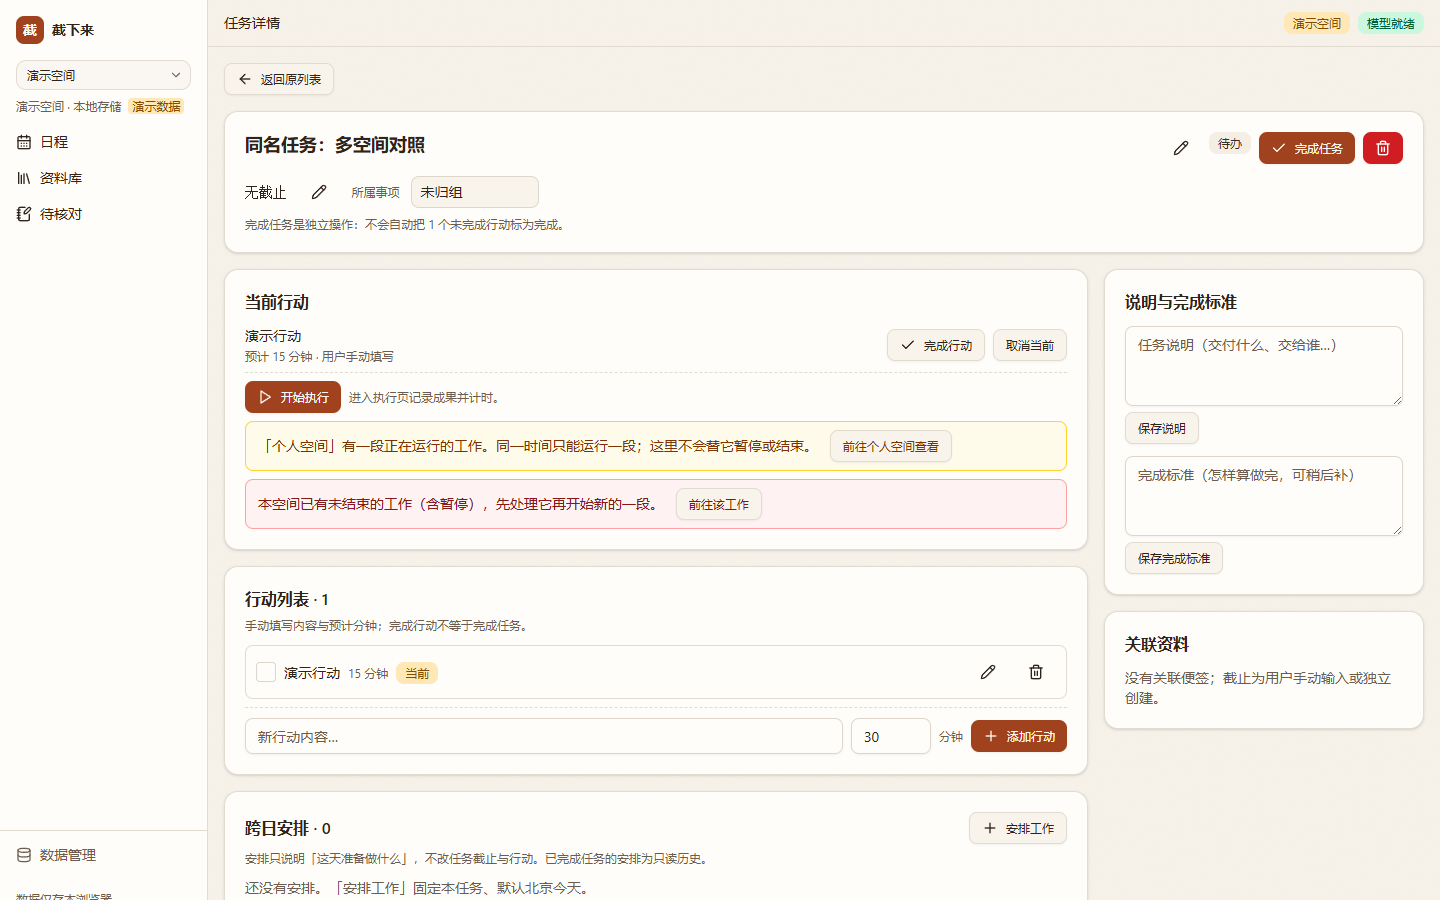 截 截下来
演示空间
演示空间 · 本地存储 演示数据
日程
资料库
待核对
数据管理
任务详情
演示空间 模型就绪
返回原列表
同名任务：多空间对照
待办 完成任务
无截止 所属事项 未归组
完成任务是独立操作：不会自动把 1 个未完成行动标为完成。
当前行动
演示行动
预计 15 分钟 · 用户手动填写
完成行动 取消当前
开始执行 进入执行页记录成果并计时。
「个人空间」有一段正在运行的工作。同一时间只能运行一段；这里不会替它暂停或结束。 前往个人空间查看
本空间已有未结束的工作（含暂停），先处理它再开始新的一段。 前往该工作
行动列表 · 1
手动填写内容与预计分钟；完成行动不等于完成任务。
演示行动 15 分钟 当前
新行动内容... 30 分钟 添加行动
跨日安排 · 0
安排工作
安排只说明「这天准备做什么」，不改任务截止与行动。已完成任务的安排为只读历史。
还没有安排。「安排工作」固定本任务、默认北京今天。
说明与完成标准
任务说明（交付什么、交给谁...）
保存说明
完成标准（怎样算做完，可稍后补）
保存完成标准
关联资料
没有关联便签；截止为用户手动输入或独立
创建。